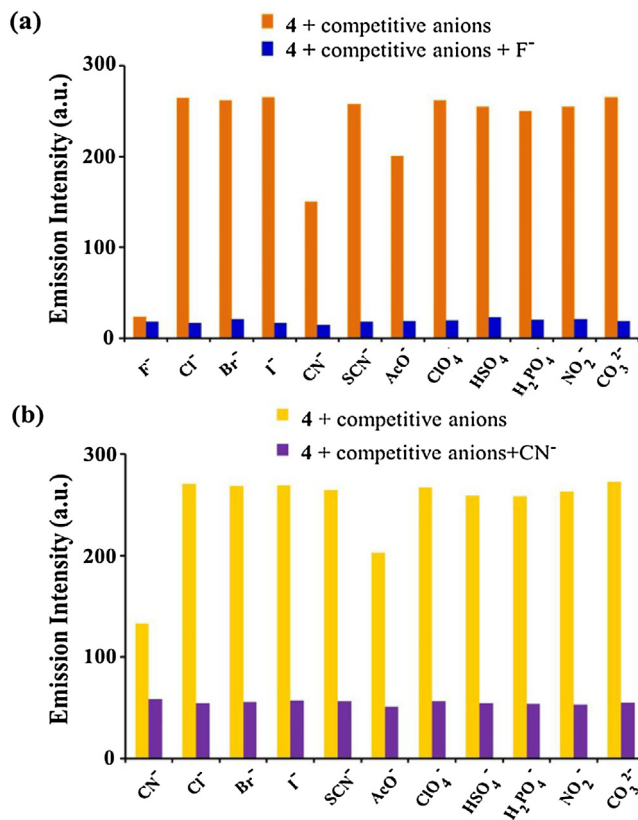 (a)
4 + competitive anions
4 + competitive anions + F⁻
Emission Intensity (a.u.)
300
200
100
0
F⁻ Cl⁻ Br⁻ I⁻ CN⁻ SCN⁻ AcO⁻ ClO₄⁻ HSO₄ H₂PO₄⁻ NO₂⁻ CO₃²⁻
(b)
4 + competitive anions
4 + competitive anions+CN⁻
Emission Intensity (a.u.)
300
200
100
0
CN⁻ Cl⁻ Br⁻ I⁻ SCN⁻ AcO⁻ ClO₄⁻ HSO₄⁻ H₂PO₄⁻ NO₂⁻ CO₃²⁻